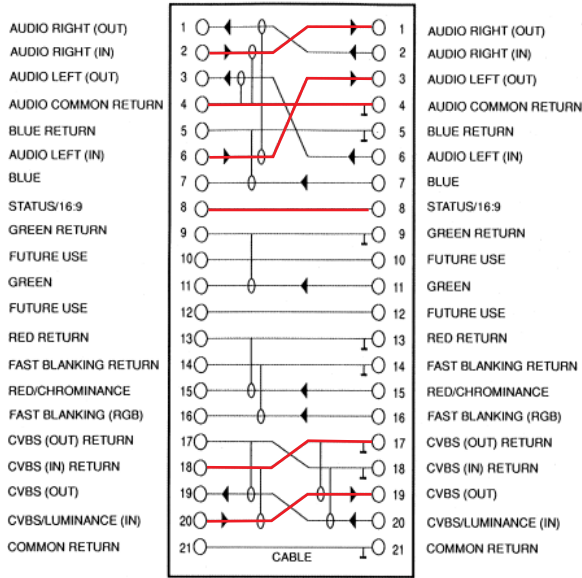 AUDIO RIGHT (OUT) 1 1 AUDIO RIGHT (OUT)
AUDIO RIGHT (IN) 2 2 AUDIO RIGHT (IN)
AUDIO LEFT (OUT) 3 3 AUDIO LEFT (OUT)
AUDIO COMMON RETURN 4 4 AUDIO COMMON RETURN
BLUE RETURN 5 5 BLUE RETURN
AUDIO LEFT (IN) 6 6 AUDIO LEFT (IN)
BLUE 7 7 BLUE
STATUS/16:9 8 8 STATUS/16:9
GREEN RETURN 9 9 GREEN RETURN
FUTURE USE 10 10 FUTURE USE
GREEN 11 11 GREEN
FUTURE USE 12 12 FUTURE USE
RED RETURN 13 13 RED RETURN
FAST BLANKING RETURN 14 14 FAST BLANKING RETURN
RED/CHROMINANCE 15 15 RED/CHROMINANCE
FAST BLANKING (RGB) 16 16 FAST BLANKING (RGB)
CVBS (OUT) RETURN 17 17 CVBS (OUT) RETURN
CVBS (IN) RETURN 18 18 CVBS (IN) RETURN
CVBS (OUT) 19 19 CVBS (OUT)
CVBS/LUMINANCE (IN) 20 20 CVBS/LUMINANCE (IN)
COMMON RETURN 21 21 COMMON RETURN
CABLE